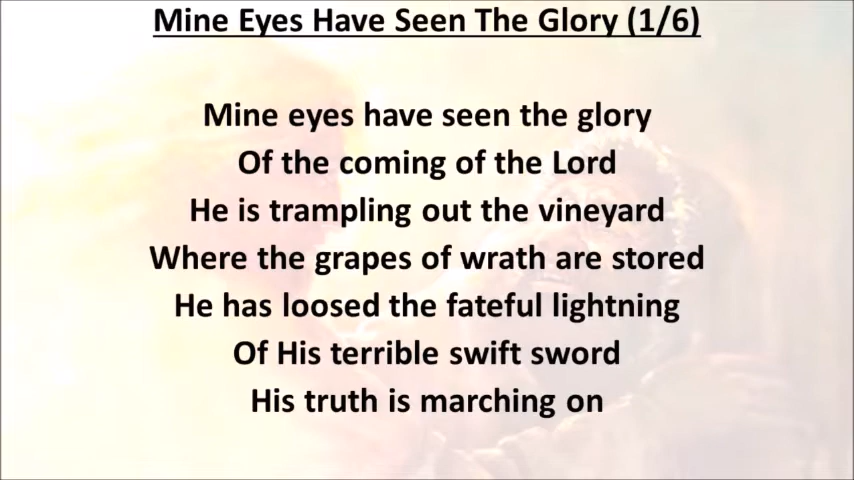 Mine Eyes Have Seen The Glory (1/6)
Mine eyes have seen the glory
Of the coming of the Lord
He is trampling out the vineyard
Where the grapes of wrath are stored
He has loosed the fateful lightning
Of His terrible swift sword
His truth is marching on